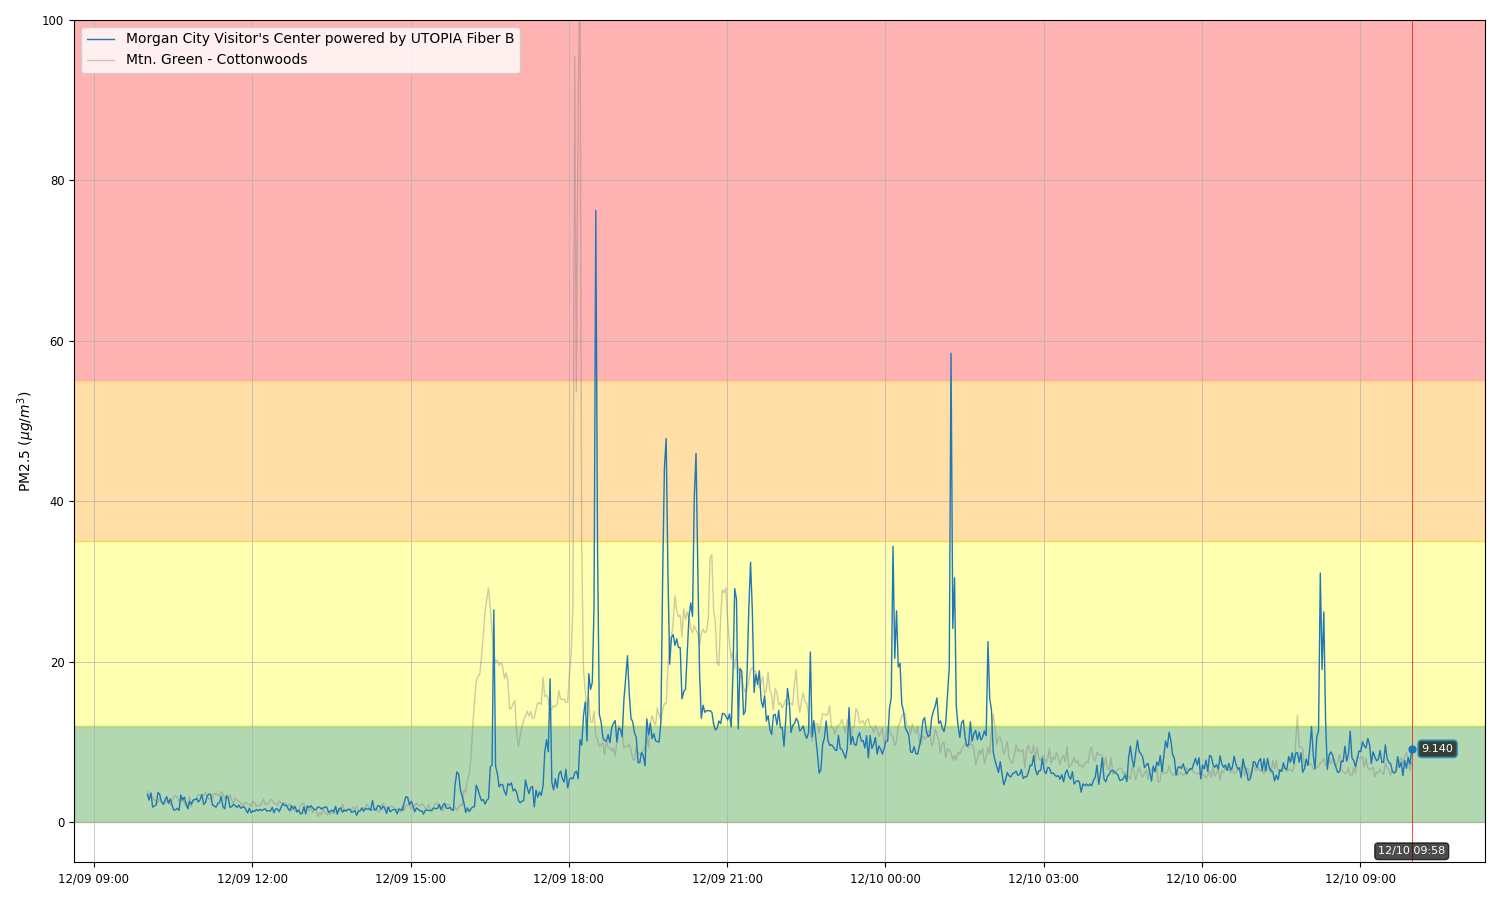 100
80
60
40
20
0
PM2.5 (μg/m³)
Morgan City Visitor's Center powered by UTOPIA Fiber B
Mtn. Green - Cottonwoods
9.140
12/10 09:58
12/09 09:00 12/09 12:00 12/09 15:00 12/09 18:00 12/09 21:00 12/10 00:00 12/10 03:00 12/10 06:00 12/10 09:00